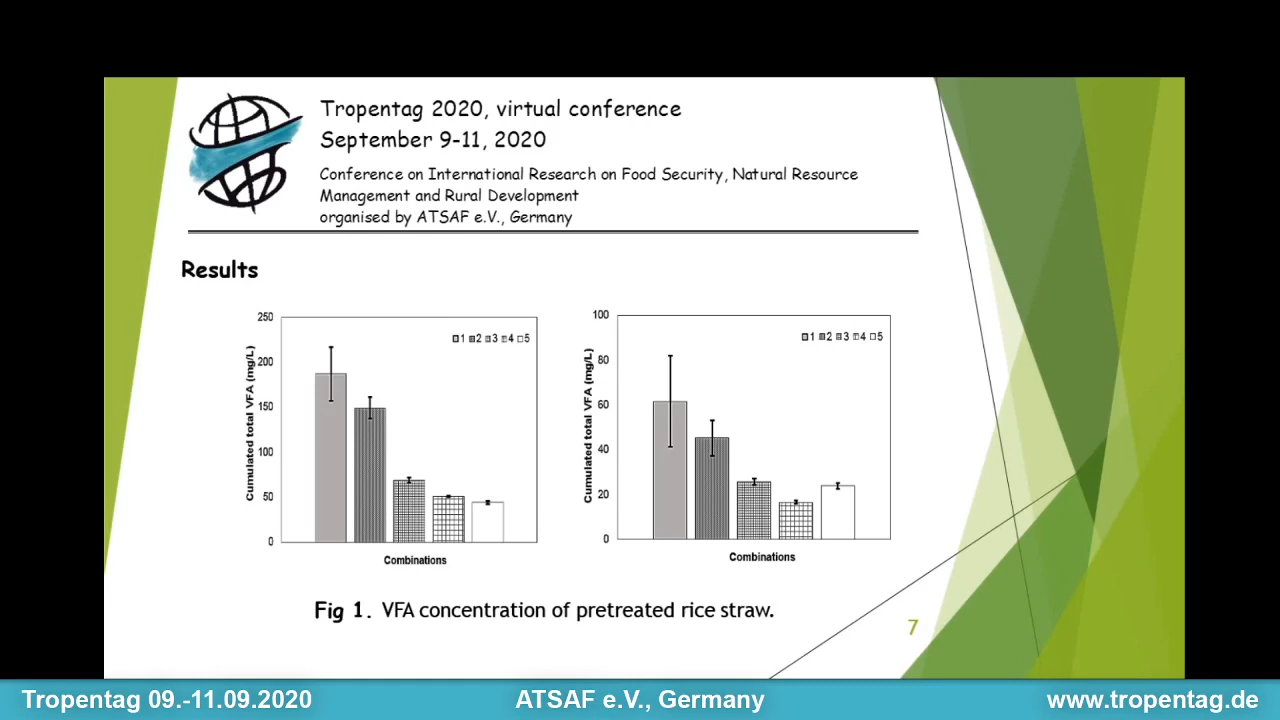 Tropentag 2020, virtual conference
September 9-11, 2020
Conference on International Research on Food Security, Natural Resource
Management and Rural Development
organised by ATSAF e.V., Germany
Results
250
200
150
100
50
0
Cumulated total VFA (mg/L)
1 2 3 4 5
Combinations
100
80
60
40
20
0
Cumulated total VFA (mg/L)
1 2 3 4 5
Combinations
Fig 1. VFA concentration of pretreated rice straw.
7
Tropentag 09.-11.09.2020
ATSAF e.V., Germany
www.tropentag.de